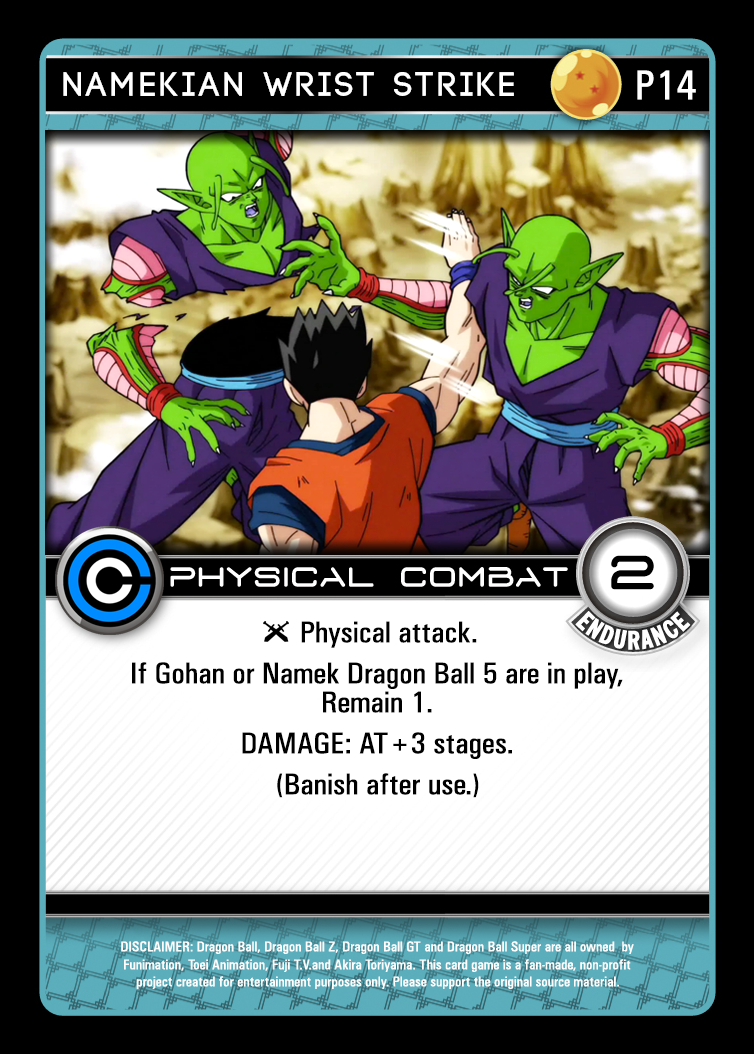 NAMEKIAN WRIST STRIKE P14
PHYSICAL COMBAT 2
ENDURANCE
Physical attack.
If Gohan or Namek Dragon Ball 5 are in play,
Remain 1.
DAMAGE: AT+3 stages.
(Banish after use.)
DISCLAIMER: Dragon Ball, Dragon Ball Z, Dragon Ball GT and Dragon Ball Super are all owned by
Funimation, Toei Animation, Fuji T.V.and Akira Toriyama. This card game is a fan-made, non-profit
project created for entertainment purposes only. Please support the original source material.